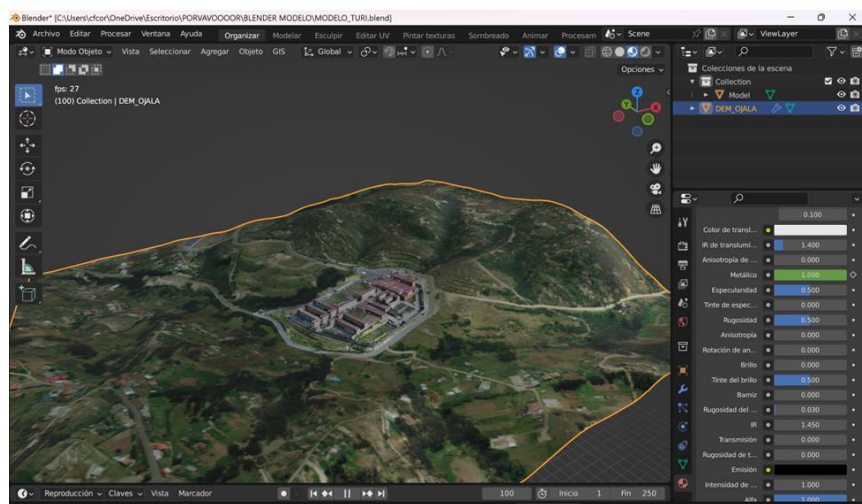 Blender* [C:\Users\cfcor\OneDrive\Escritorio\PORVAVOOOOR\BLENDER MODELO\MODELO_TURI.blend]
Archivo Editar Procesar Ventana Ayuda Organizar Modelar Esculpir Editar UV Pintar texturas Sombreado Animar Procesam Scene ViewLayer
Modo Objeto Vista Seleccionar Agregar Objeto GIS Global
Opciones
fps: 27
(100) Collection | DEM_OJALA
Z
Y
X
Colecciones de la escena
Collection
Model
DEM_OJALA
0.100
Color de transl...
IR de translumi... 1.400
Anisotropía de ... 0.000
Metálico 1.000
Especularidad 0.500
Tinte de espec... 0.000
Rugosidad 0.500
Anisotropía 0.000
Rotación de an... 0.000
Brillo 0.000
Tinte del brillo 0.500
Barniz 0.000
Rugosidad del ... 0.030
IR 1.450
Transmisión 0.000
Rugosidad de t... 0.000
Emisión
Intensidad de ... 1.000
Alfa 1.000
Reproducción Claves Vista Marcador 100 Inicio 1 Fin 250